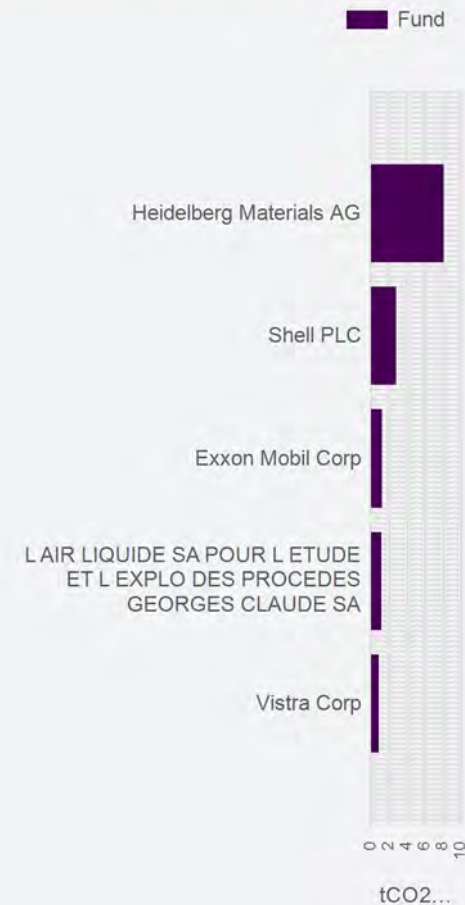 Fund
Heidelberg Materials AG
Shell PLC
Exxon Mobil Corp
L AIR LIQUIDE SA POUR L ETUDE
ET L EXPLO DES PROCEDES
GEORGES CLAUDE SA
Vistra Corp
0 2 4 6 8 10
tCO2...